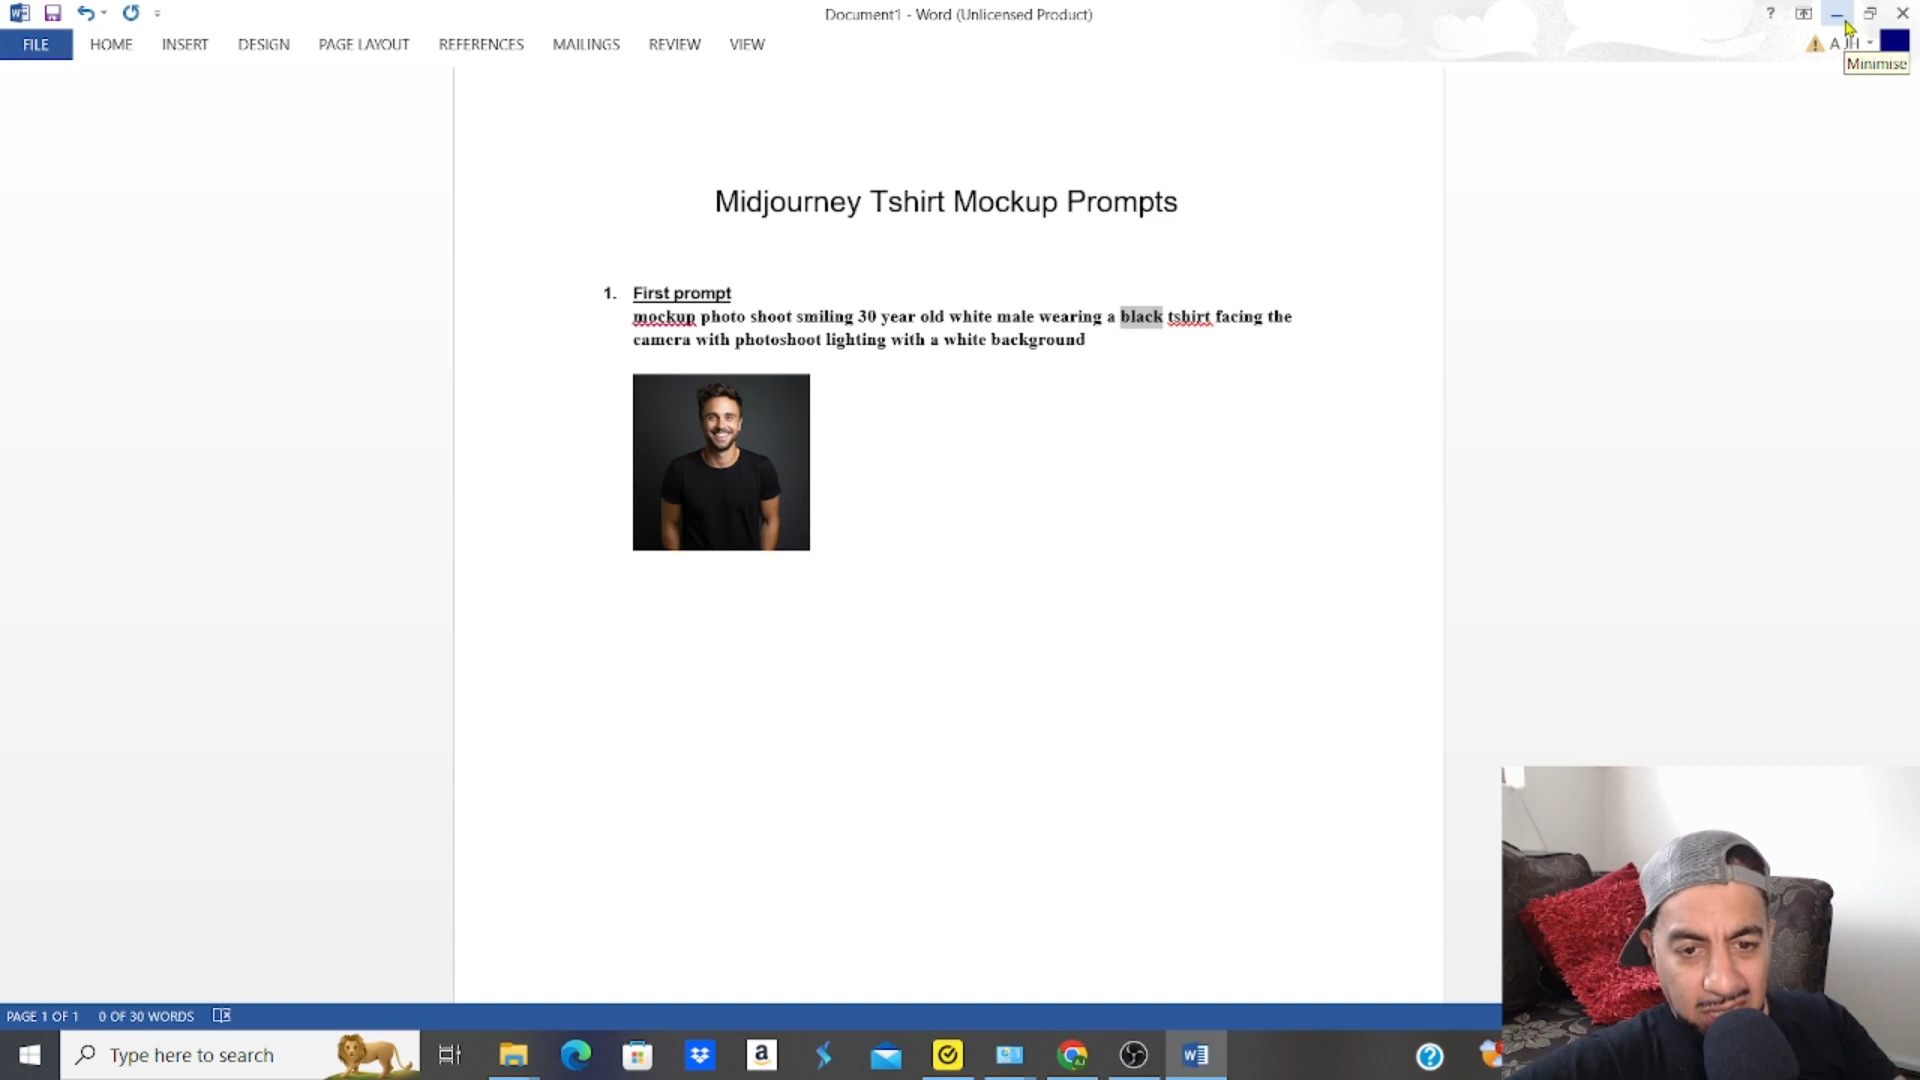 Document1 - Word (Unlicensed Product)
?
FILE HOME INSERT DESIGN PAGE LAYOUT REFERENCES MAILINGS REVIEW VIEW
AJH
Minimise
Midjourney Tshirt Mockup Prompts
1. First prompt
mockup photo shoot smiling 30 year old white male wearing a black tshirt facing the
camera with photoshoot lighting with a white background
PAGE 1 OF 1 0 OF 30 WORDS
Type here to search